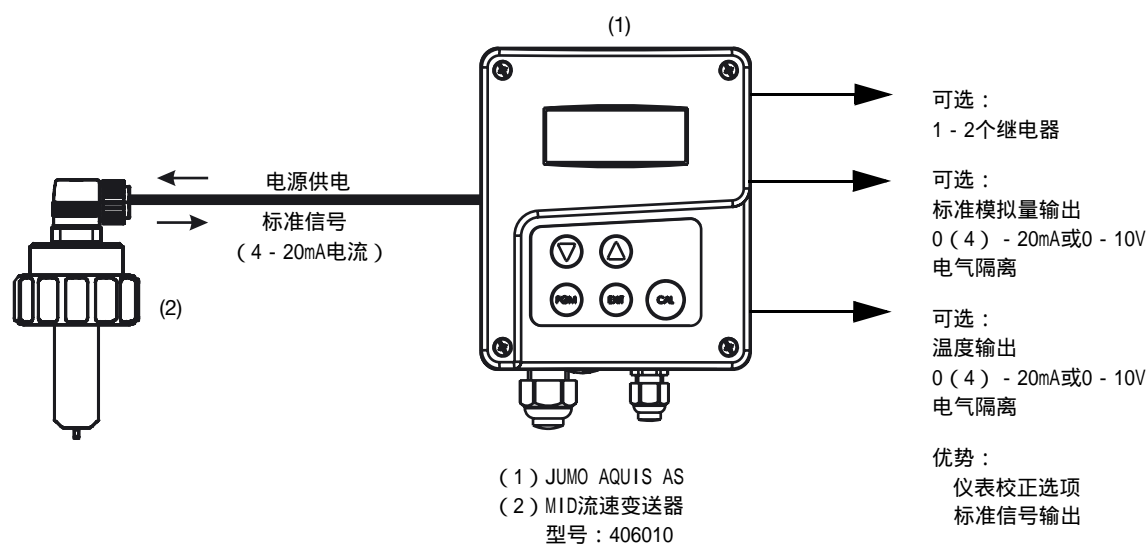 (1)
可选：
1 - 2个继电器
电源供电
标准信号
（4 - 20mA电流）
可选：
标准模拟量输出
0（4） - 20mA或0 - 10V
电气隔离
PGM
EXIT
CAL
(2)
可选：
温度输出
0（4） - 20mA或0 - 10V
电气隔离
优势：
仪表校正选项
标准信号输出
（1）JUMO AQUIS AS
（2）MID流速变送器
型号：406010